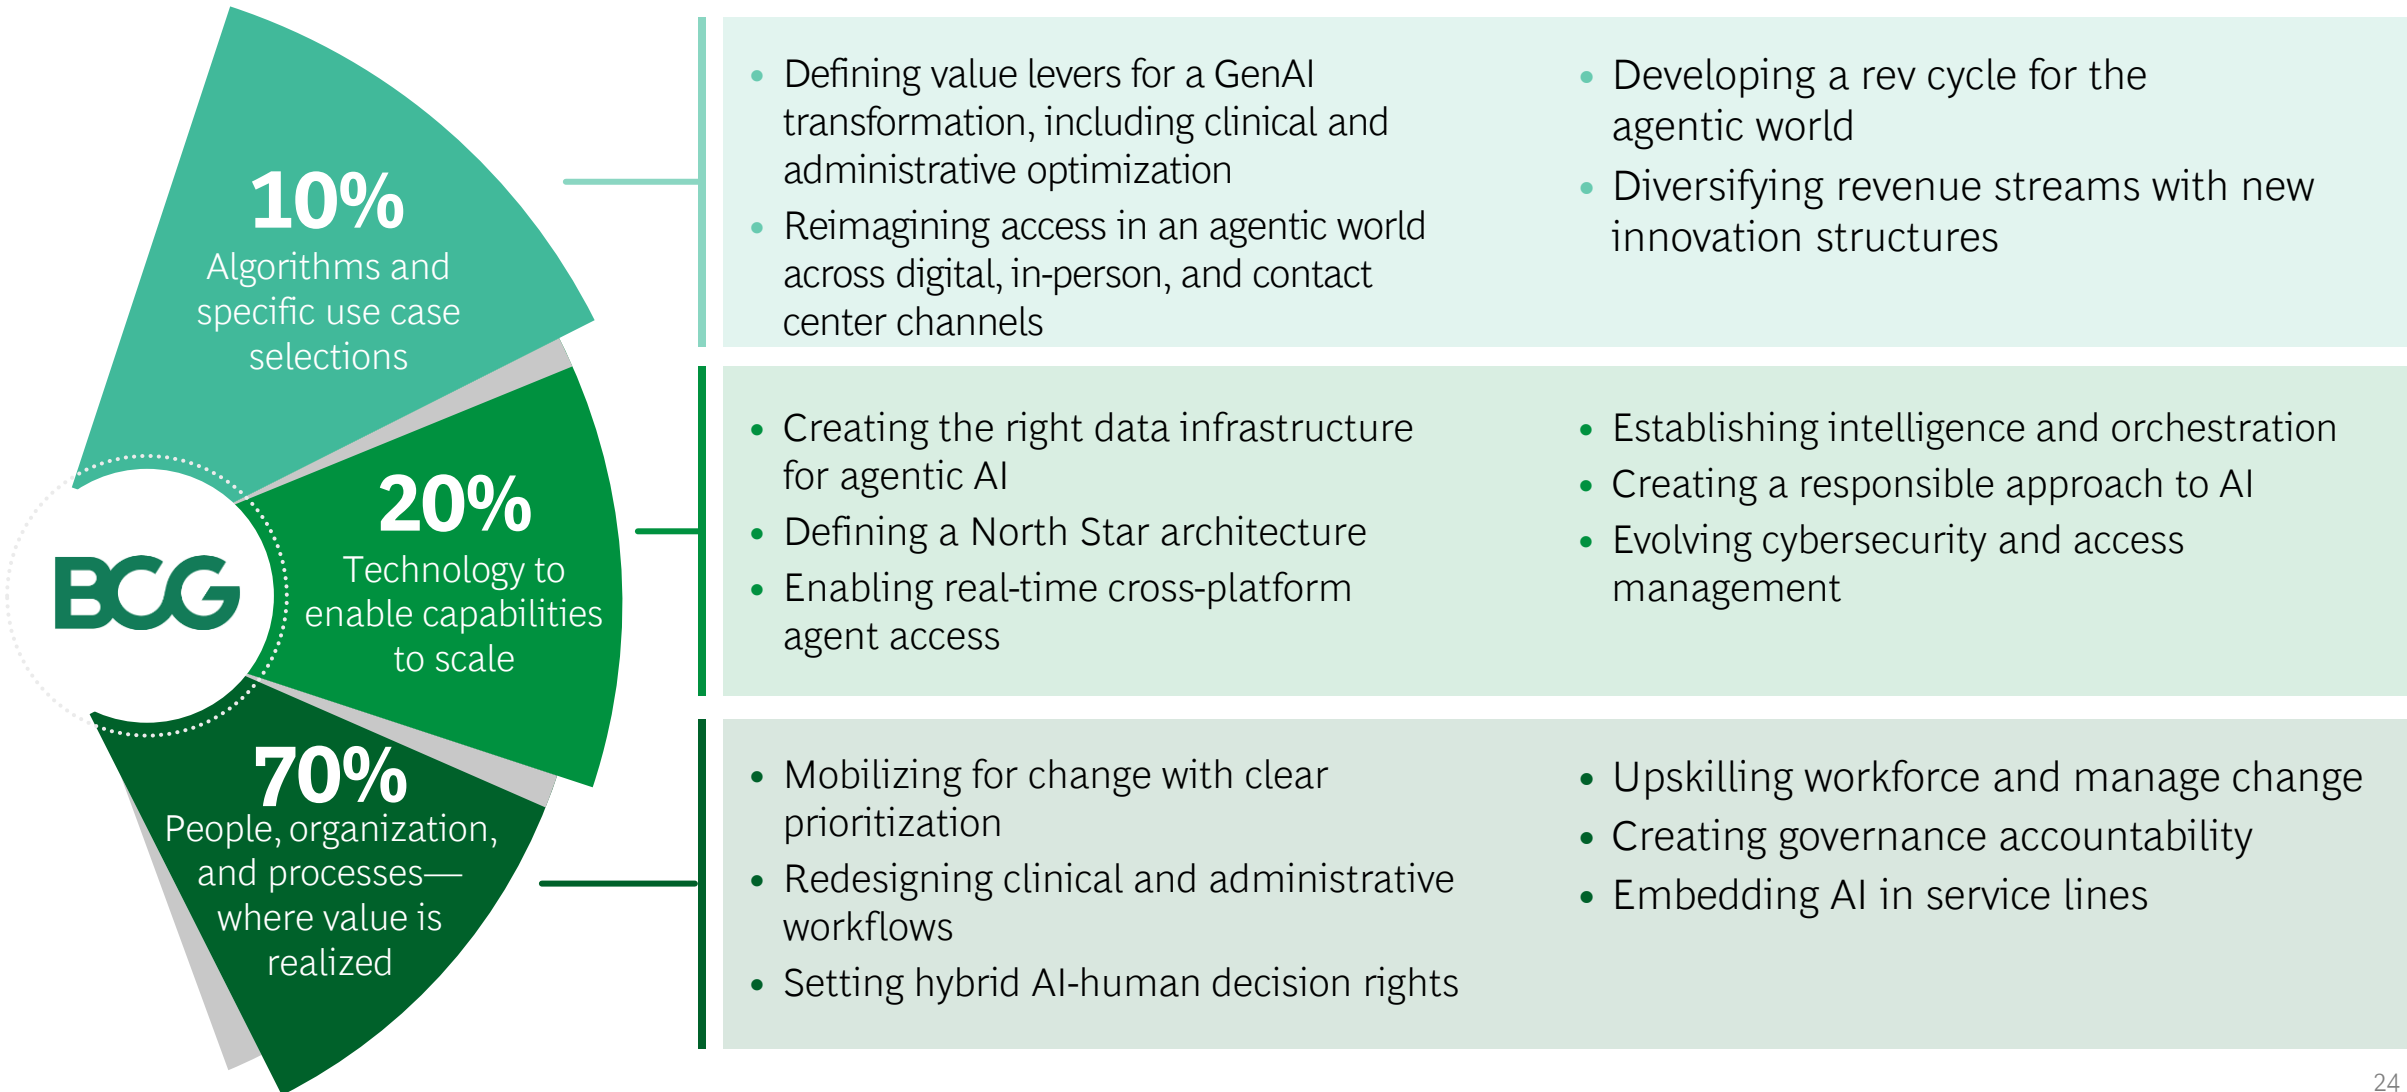 10%
Algorithms and
specific use case
selections
• Defining value levers for a GenAI
transformation, including clinical and
administrative optimization
• Reimagining access in an agentic world
across digital, in-person, and contact
center channels
• Developing a rev cycle for the
agentic world
• Diversifying revenue streams with new
innovation structures
BCG
20%
Technology to
enable capabilities
to scale
• Creating the right data infrastructure
for agentic AI
• Defining a North Star architecture
• Enabling real-time cross-platform
agent access
• Establishing intelligence and orchestration
• Creating a responsible approach to AI
• Evolving cybersecurity and access
management
70%
People, organization,
and processes—
where value is
realized
• Mobilizing for change with clear
prioritization
• Redesigning clinical and administrative
workflows
• Setting hybrid AI-human decision rights
• Upskilling workforce and manage change
• Creating governance accountability
• Embedding AI in service lines
24